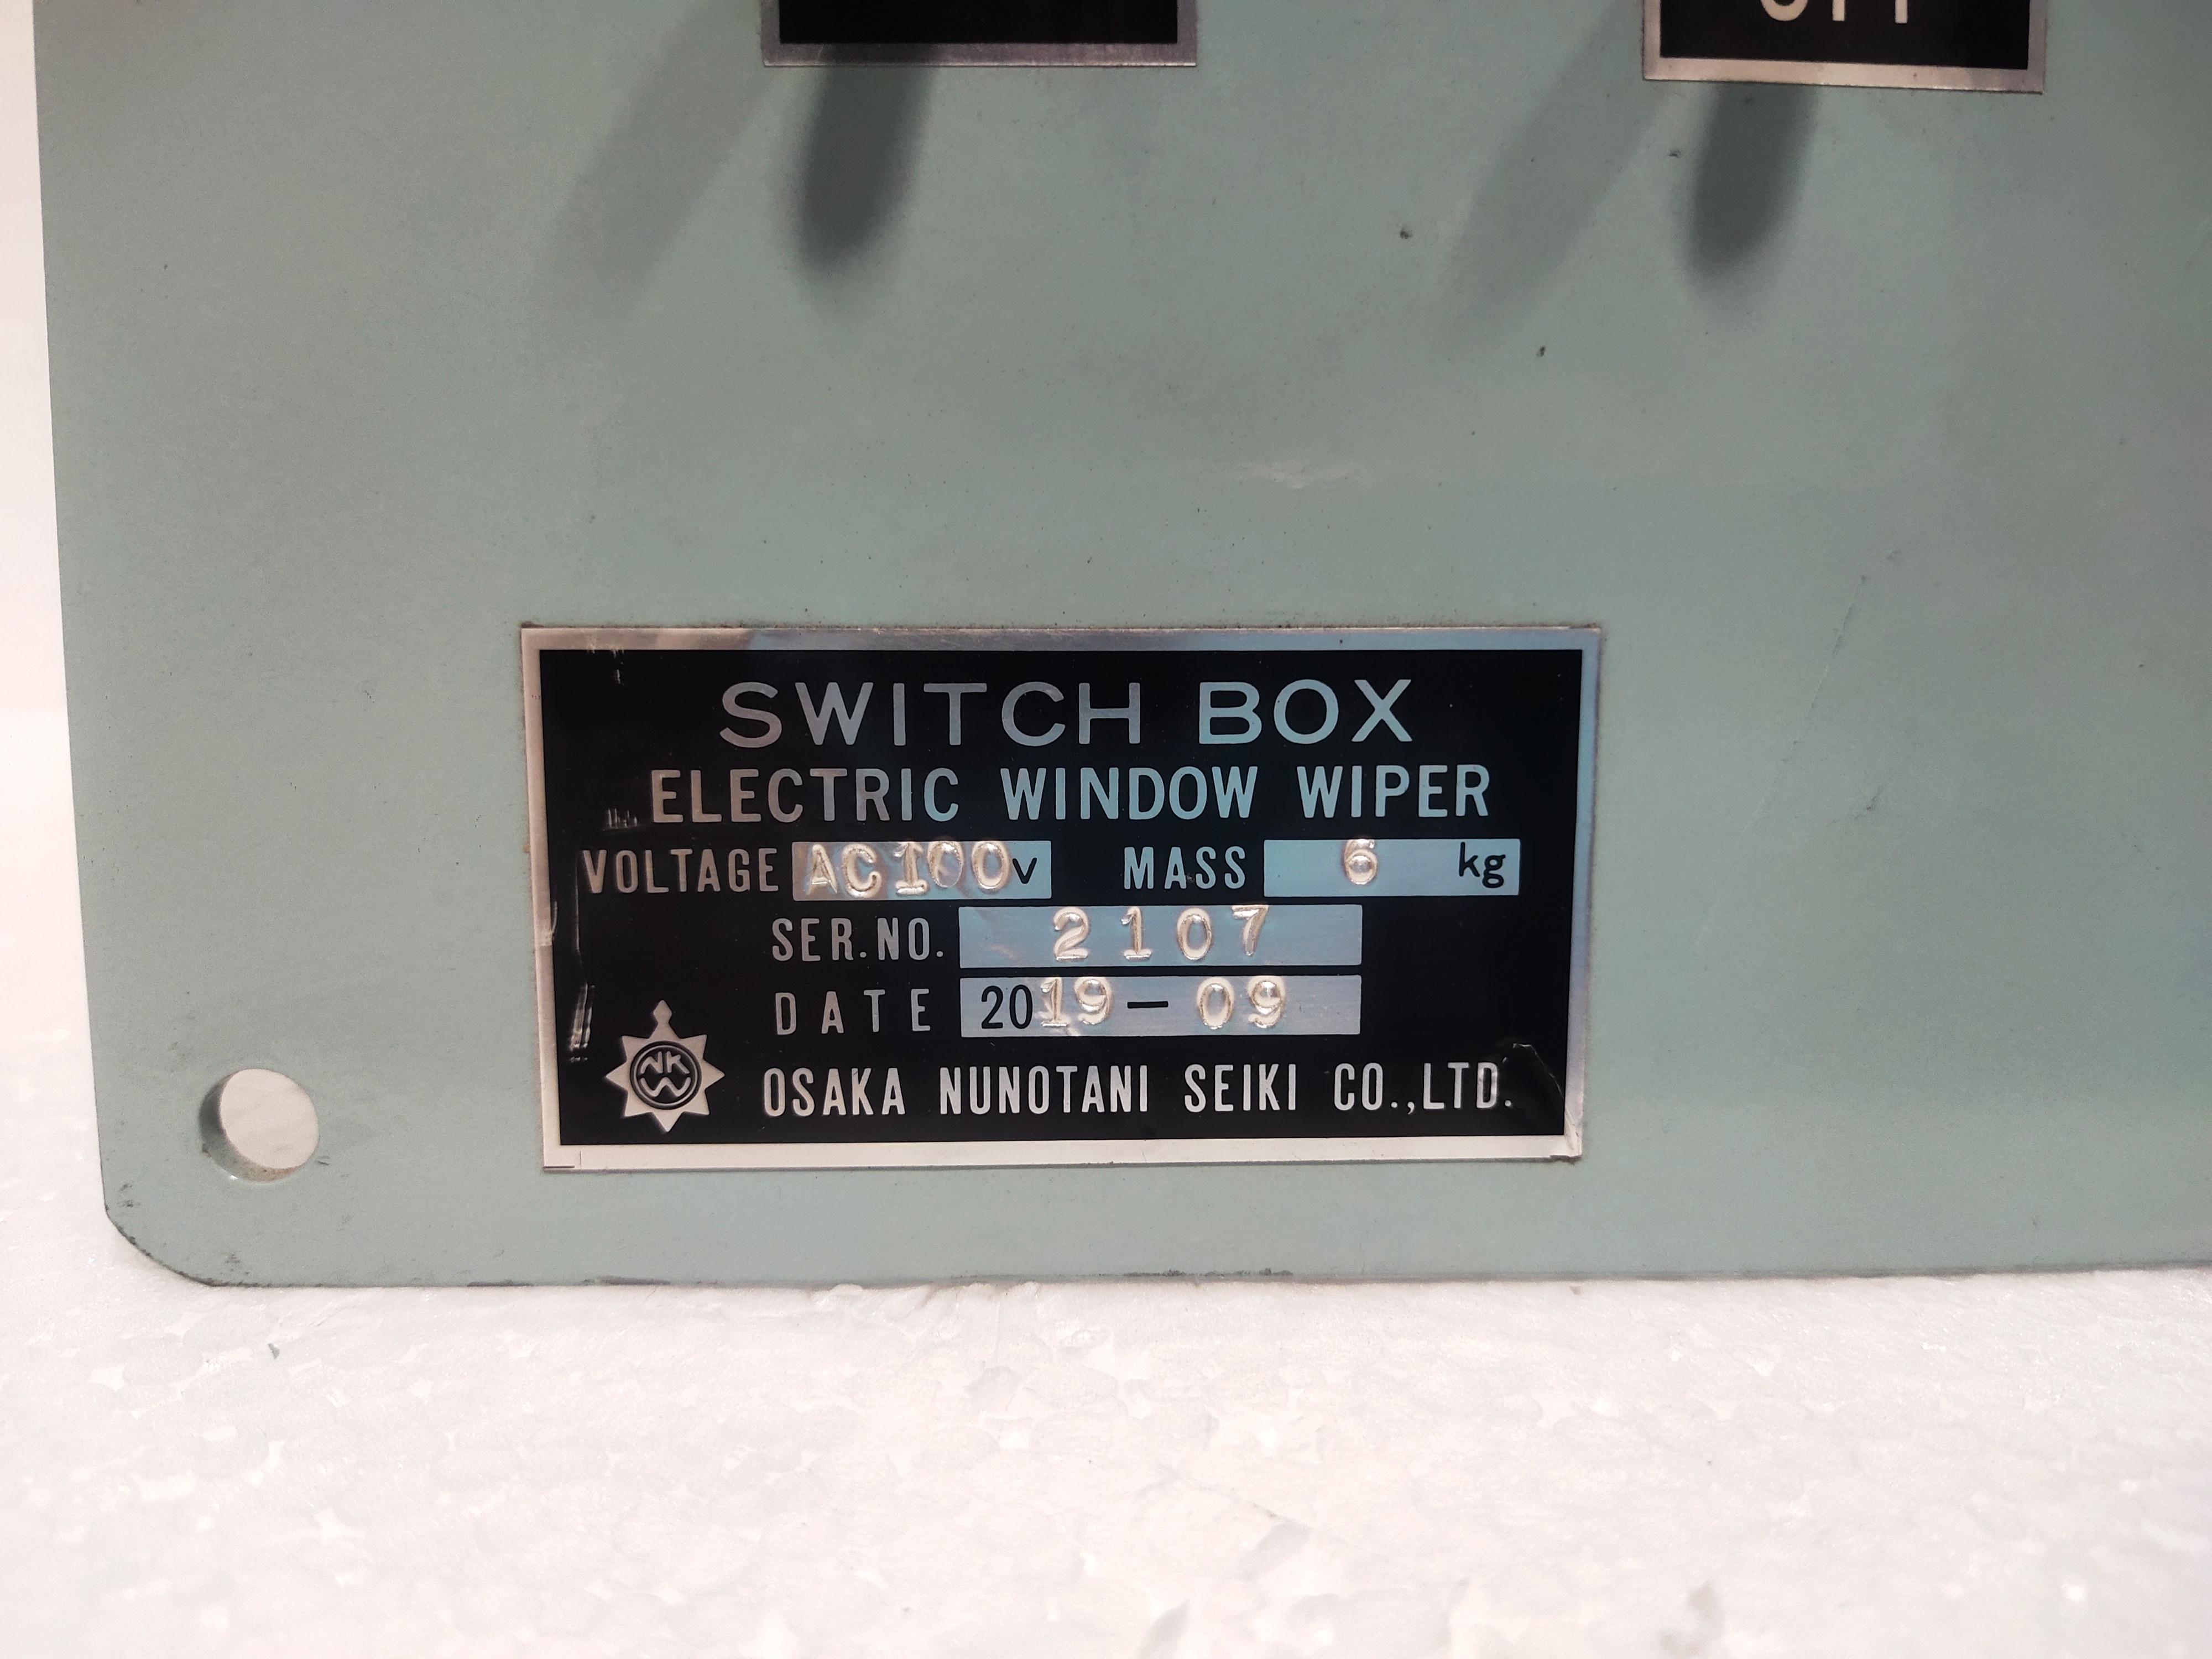 SWITCH BOX
ELECTRIC WINDOW WIPER
VOLTAGE AC100V MASS 6 kg
SER.NO. 2107
DATE 2019-09
NKW
OSAKA NUNOTANI SEIKI CO.,LTD.